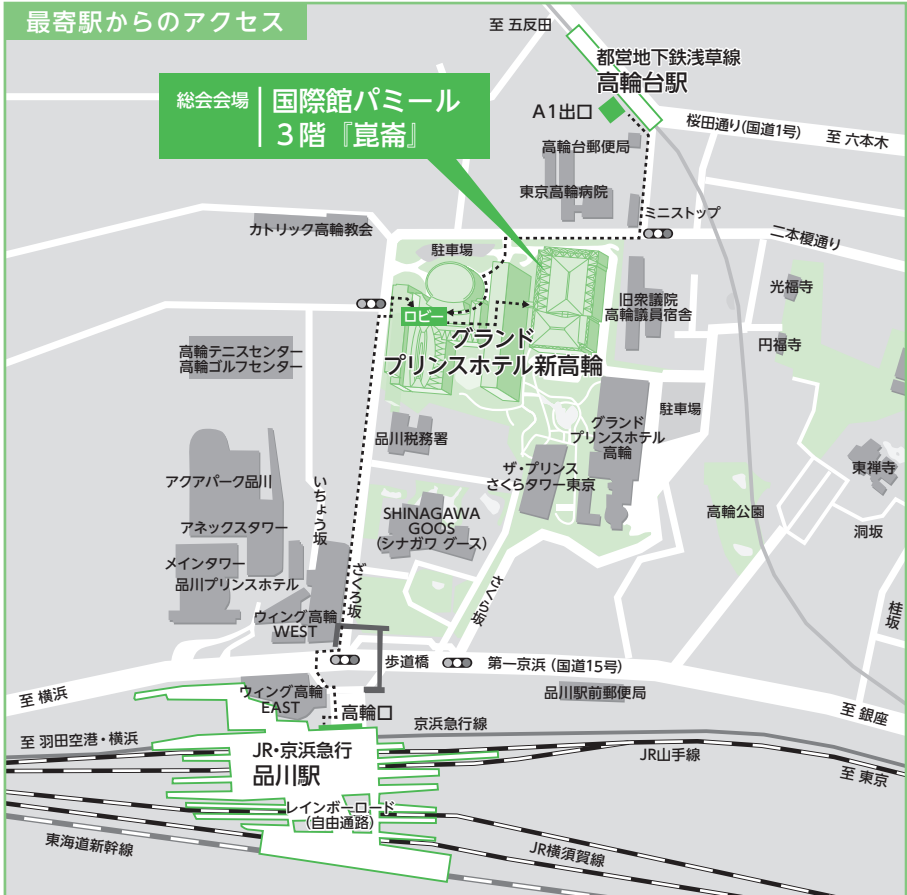 最寄駅からのアクセス
至 五反田
都営地下鉄浅草線
高輪台駅
総会会場
国際館パミール
3階『崑崙』
A1出口
桜田通り(国道1号)
至 六本木
高輪台郵便局
東京高輪病院
ミニストップ
カトリック高輪教会
駐車場
二本榎通り
光福寺
旧衆議院
高輪議員宿舎
ロビー
円福寺
グランド
プリンスホテル新高輪
高輪テニスセンター
高輪ゴルフセンター
駐車場
グランド
プリンスホテル
高輪
品川税務署
ザ・プリンス
さくらタワー東京
東禅寺
アクアパーク品川
いちょう坂
高輪公園
SHINAGAWA
GOOS
(シナガワ グース)
アネックスタワー
洞坂
メインタワー
品川プリンスホテル
ざくろ坂
さくら坂
桂坂
ウィング高輪
WEST
歩道橋
第一京浜(国道15号)
至 横浜
ウィング高輪
EAST
品川駅前郵便局
高輪口
至 銀座
京浜急行線
至 羽田空港・横浜
JR・京浜急行
品川駅
JR山手線
至 東京
レインボーロード
(自由通路)
東海道新幹線
JR横須賀線